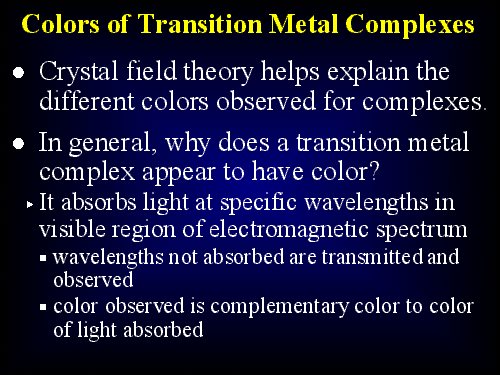 Colors of Transition Metal Complexes
● Crystal field theory helps explain the
different colors observed for complexes.
● In general, why does a transition metal
complex appear to have color?
▸ It absorbs light at specific wavelengths in
visible region of electromagnetic spectrum
▪ wavelengths not absorbed are transmitted and
observed
▪ color observed is complementary color to color
of light absorbed